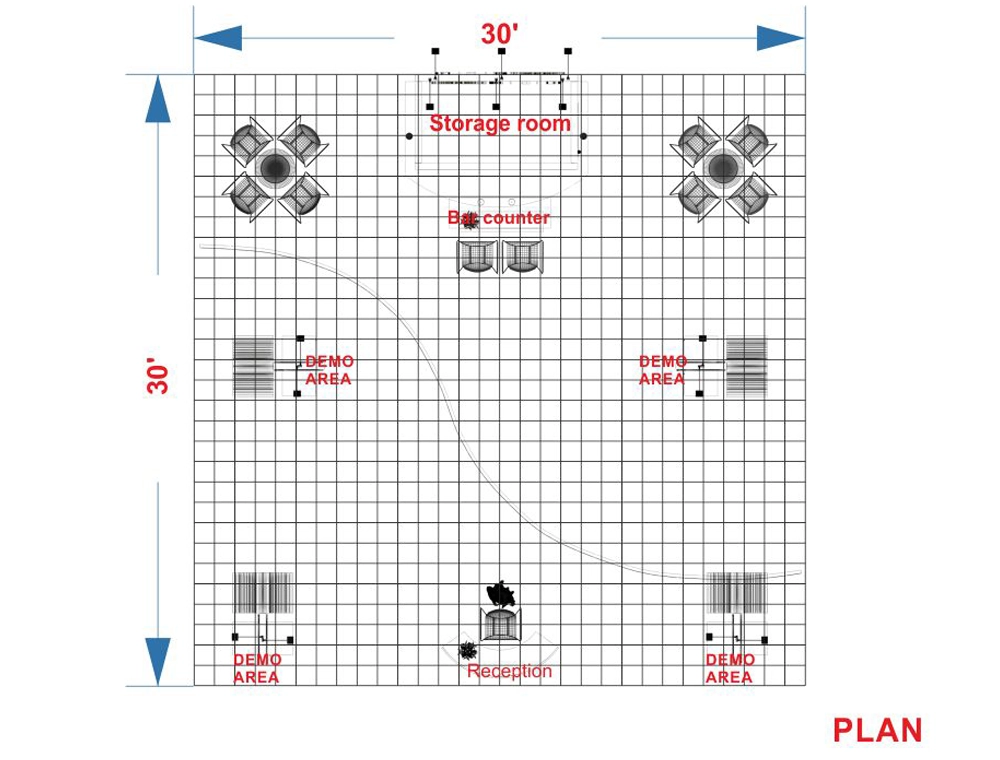 30'
Storage room
Bar counter
30'
DEMO
AREA
DEMO
AREA
DEMO
AREA
Reception
DEMO
AREA
PLAN